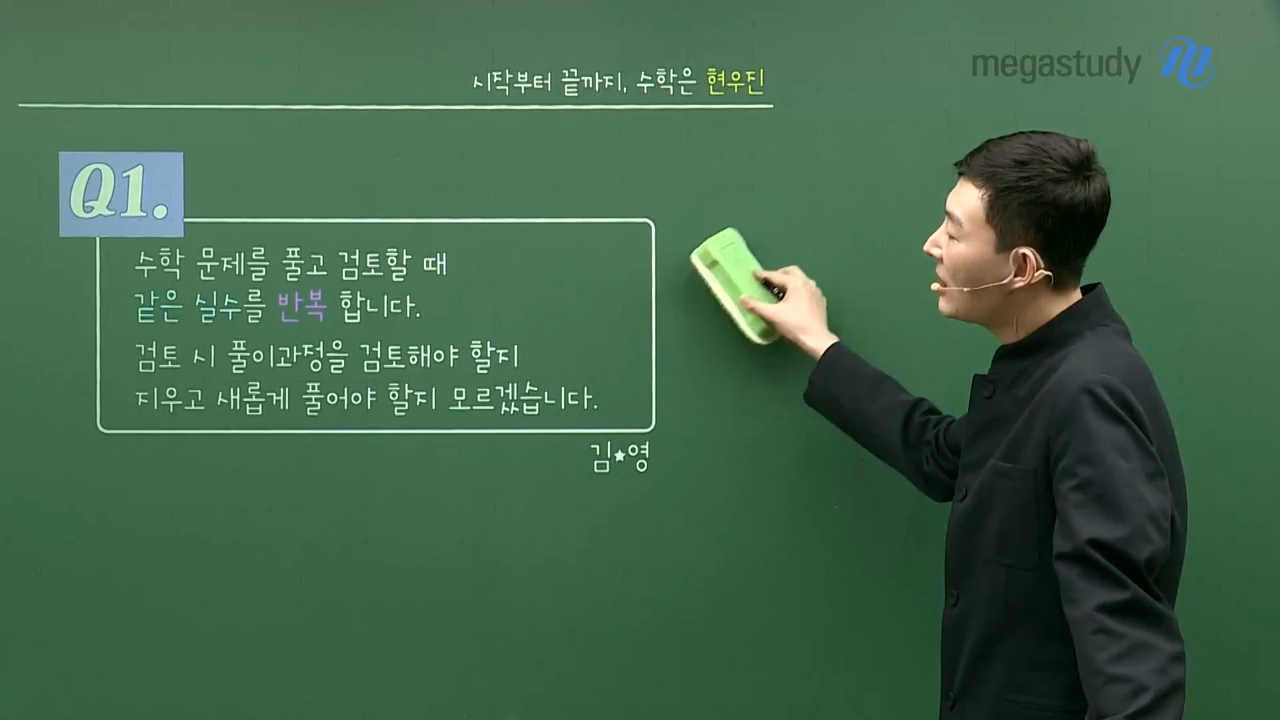 시작부터 끝까지, 수학은 현우진
megastudy
Q1.
수학 문제를 풀고 검토할 때
같은 실수를 반복 합니다.
검토 시 풀이과정을 검토해야 할지
지우고 새롭게 풀어야 할지 모르겠습니다.
김★영